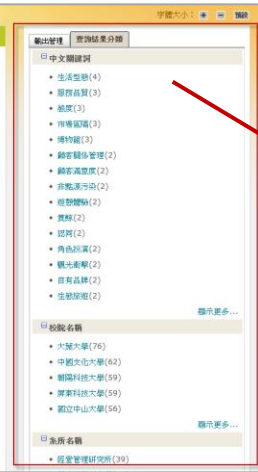 字體大小： + − 預設
輸出管理 查詢結果分類
中文關鍵詞
生活型態(4)
服務品質(3)
態度(3)
市場區隔(3)
博物館(3)
顧客關係管理(2)
顧客滿意度(2)
非點源污染(2)
遊憩體驗(2)
賞鯨(2)
認同(2)
角色扮演(2)
觀光衝擊(2)
自有品牌(2)
生態旅遊(2)
顯示更多...
校院名稱
大葉大學(76)
中國文化大學(62)
朝陽科技大學(59)
屏東科技大學(59)
國立中山大學(56)
顯示更多...
系所名稱
經營管理研究所(39)